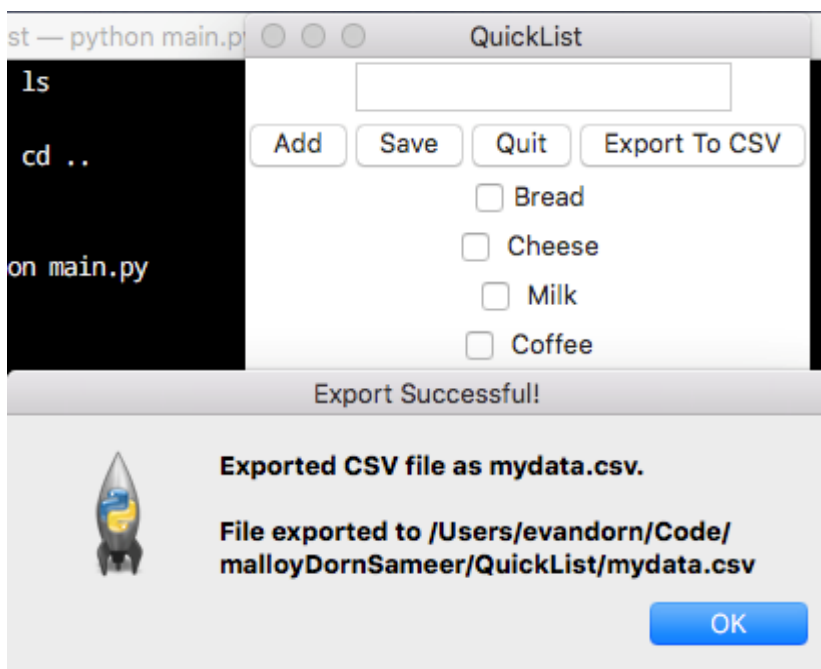 st — python main.py
QuickList
ls
cd ..
on main.py
Add Save Quit Export To CSV
Bread
Cheese
Milk
Coffee
Export Successful!
Exported CSV file as mydata.csv.
File exported to /Users/evandorn/Code/
malloyDornSameer/QuickList/mydata.csv
OK